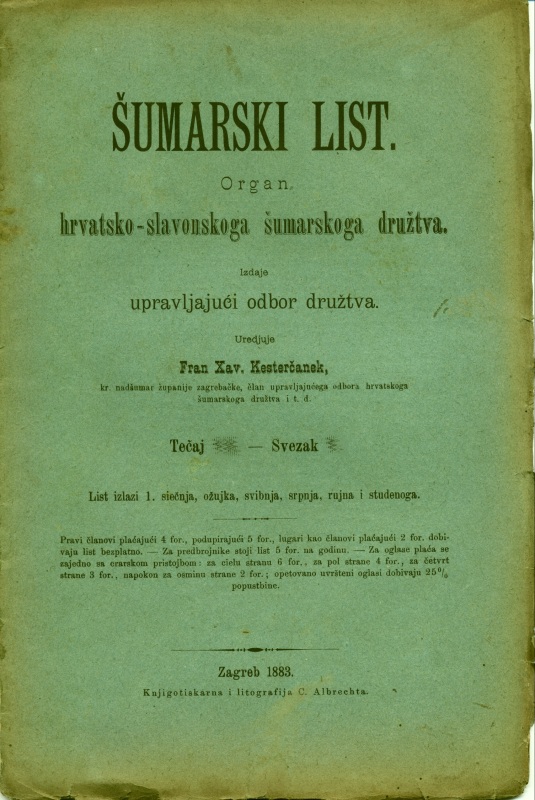 ŠUMARSKI LIST.
Organ
hrvatsko-slavonskoga šumarskoga družtva.
Izdaje
upravljajući odbor družtva.
Uredjuje
Fran Xav. Kesterčanek,
kr. nadšumar županije zagrebačke, član upravljajućega odbora hrvatskoga
šumarskoga družtva i t. d.
Tečaj — Svezak
List izlazi 1. siečnja, ožujka, svibnja, srpnja, rujna i studenoga.
Pravi članovi plaćajući 4 for., podupirajući 5 for., lugari kao članovi plaćajući 2 for. dobi-
vaju list bezplatno. — Za predbrojnike stoji list 5 for. na godinu. — Za oglase plaća se
zajedno sa erarskom pristojbom: za cielu stranu 6 for., za pol strane 4 for., za četvrt
strane 3 for., napokon za osminu strane 2 for.; opetovano uvršteni oglasi dobivaju 25%
popustbine.
Zagreb 1883.
Knjigotiskarna i litografija C. Albrechta.